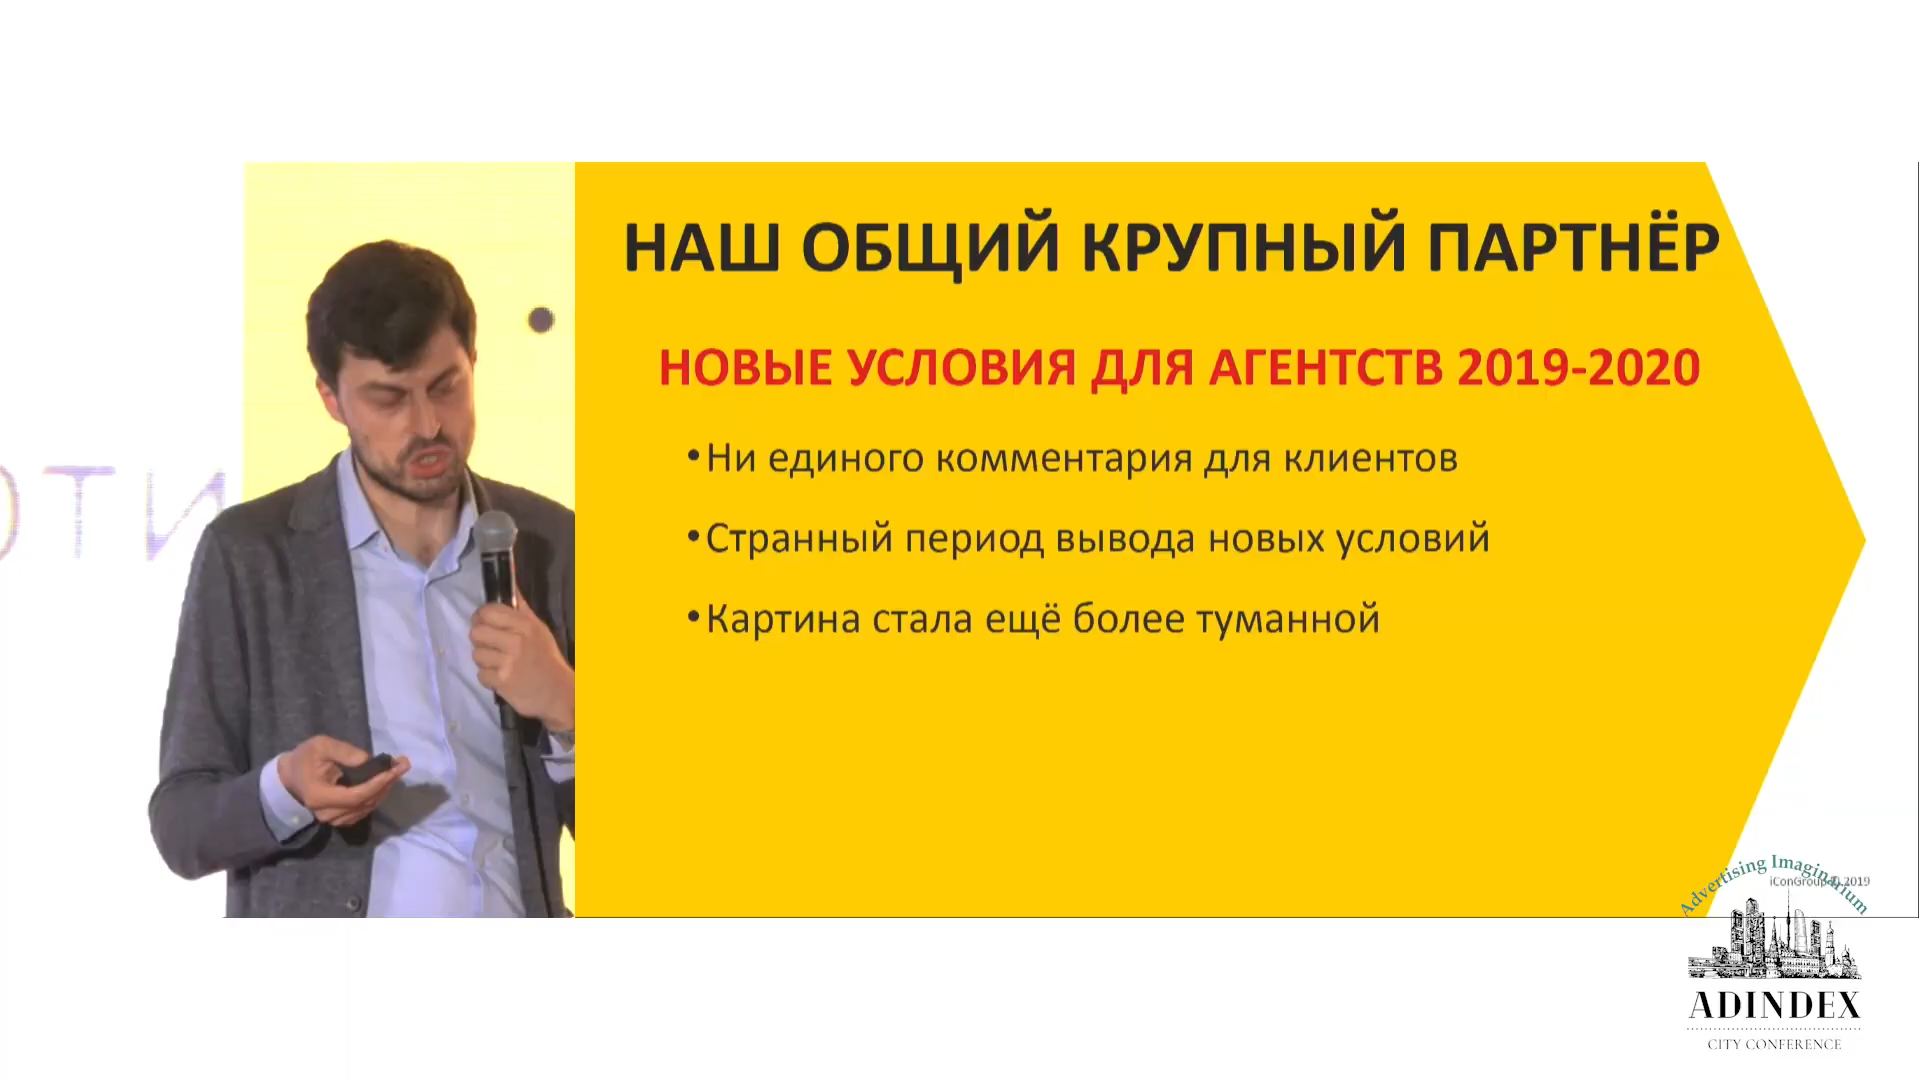 НАШ ОБЩИЙ КРУПНЫЙ ПАРТНЁР
НОВЫЕ УСЛОВИЯ ДЛЯ АГЕНТСТВ 2019-2020
•Ни единого комментария для клиентов
•Странный период вывода новых условий
•Картина стала ещё более туманной
Advertising Imaginarium
2019
ADINDEX
CITY CONFERENCE